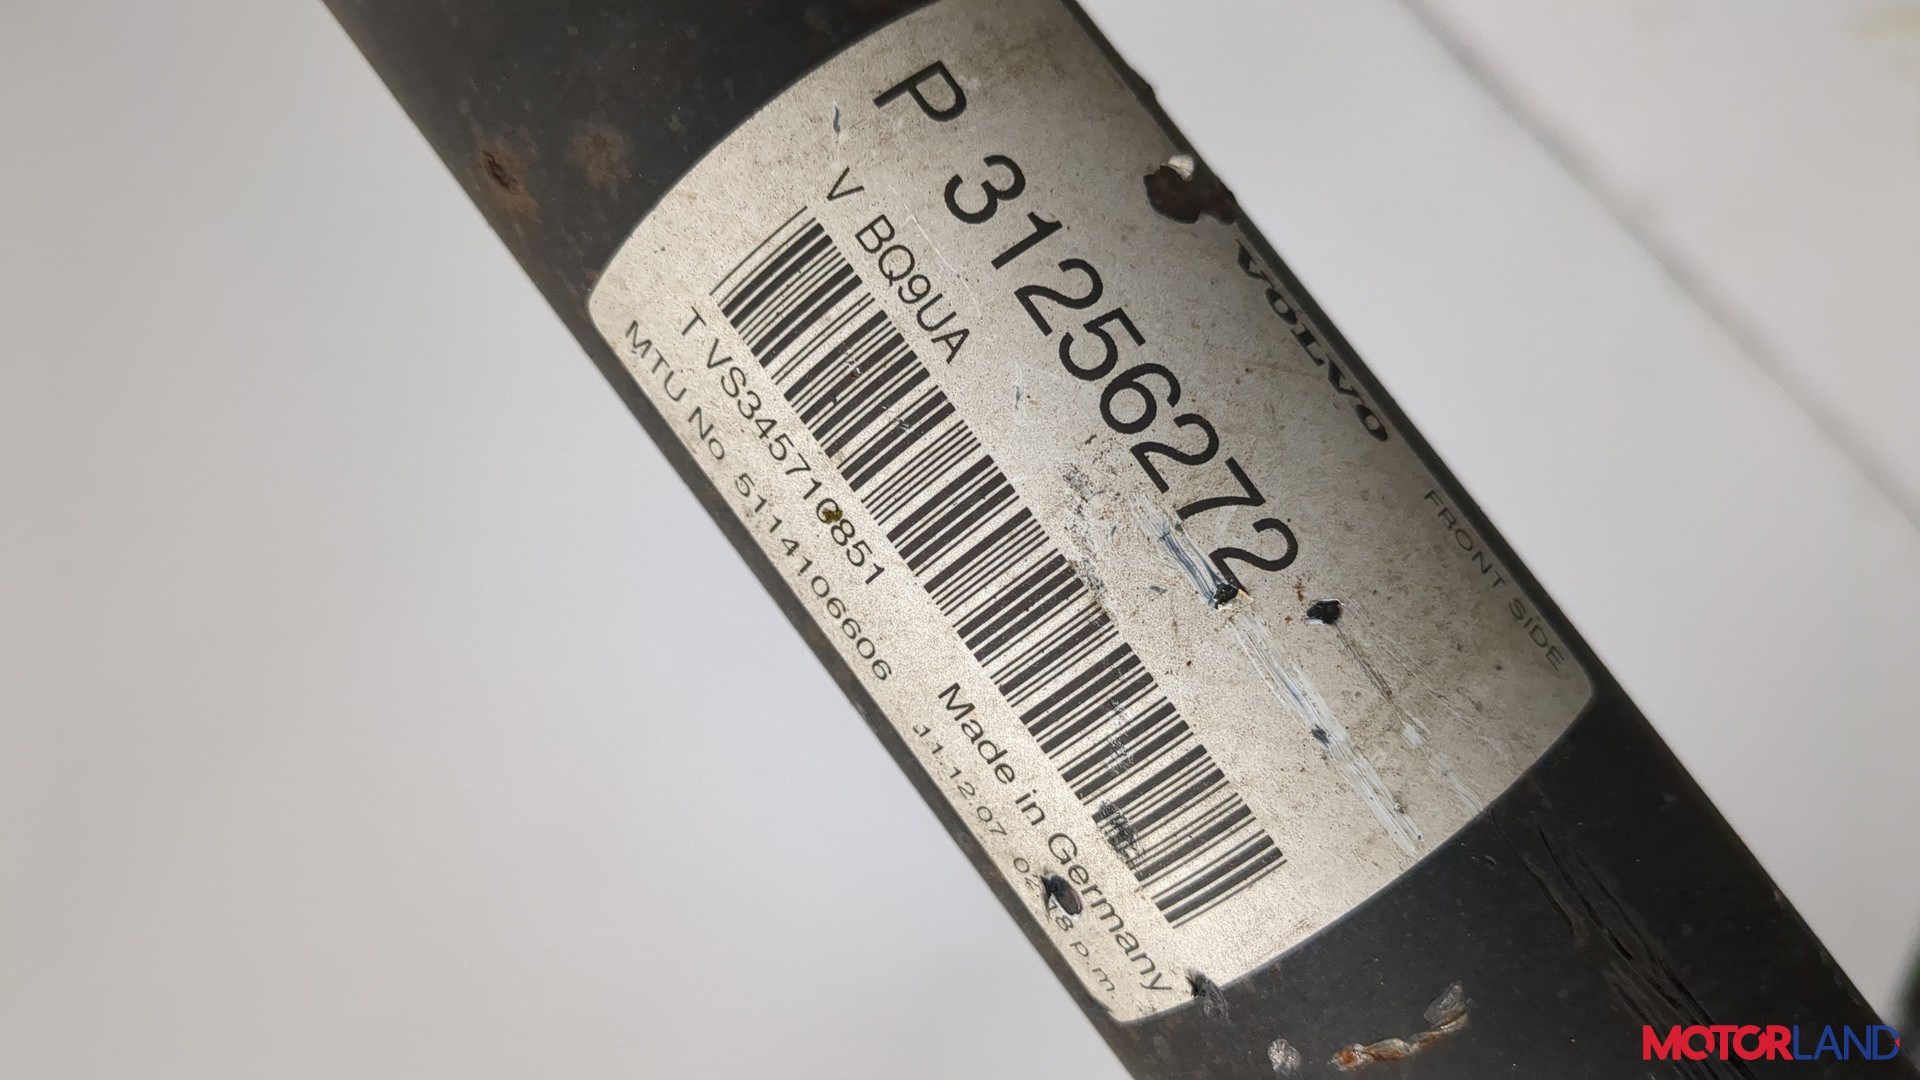 VOLVO
FRONT SIDE
P 31256272
V BQ9UA
T VS345710851
MTU No 5114106606
Made in Germany
11.12.07 p.m.
MOTORLAND